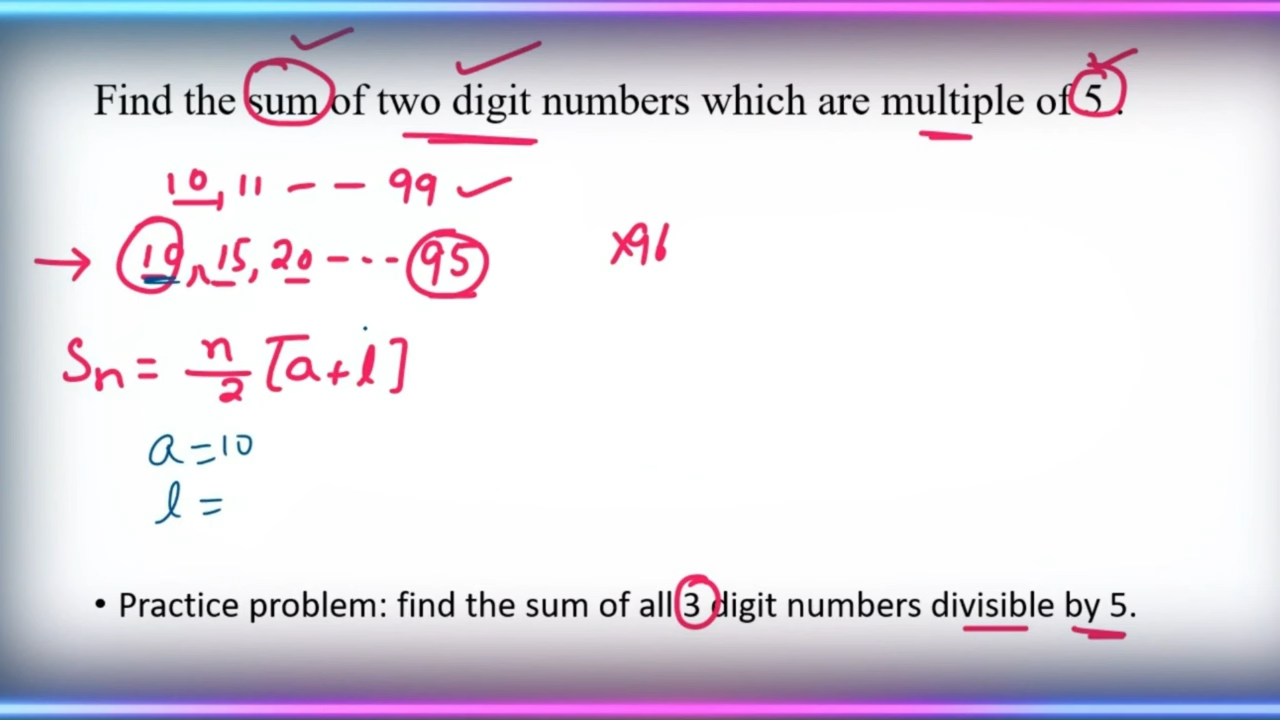 Find the sum of two digit numbers which are multiple of 5.
10, 11 - - 99 ✓
→ 10, 15, 20 - - - 95 x96
Sn = n/2 [a+l]
a = 10
l =
• Practice problem: find the sum of all 3 digit numbers divisible by 5.